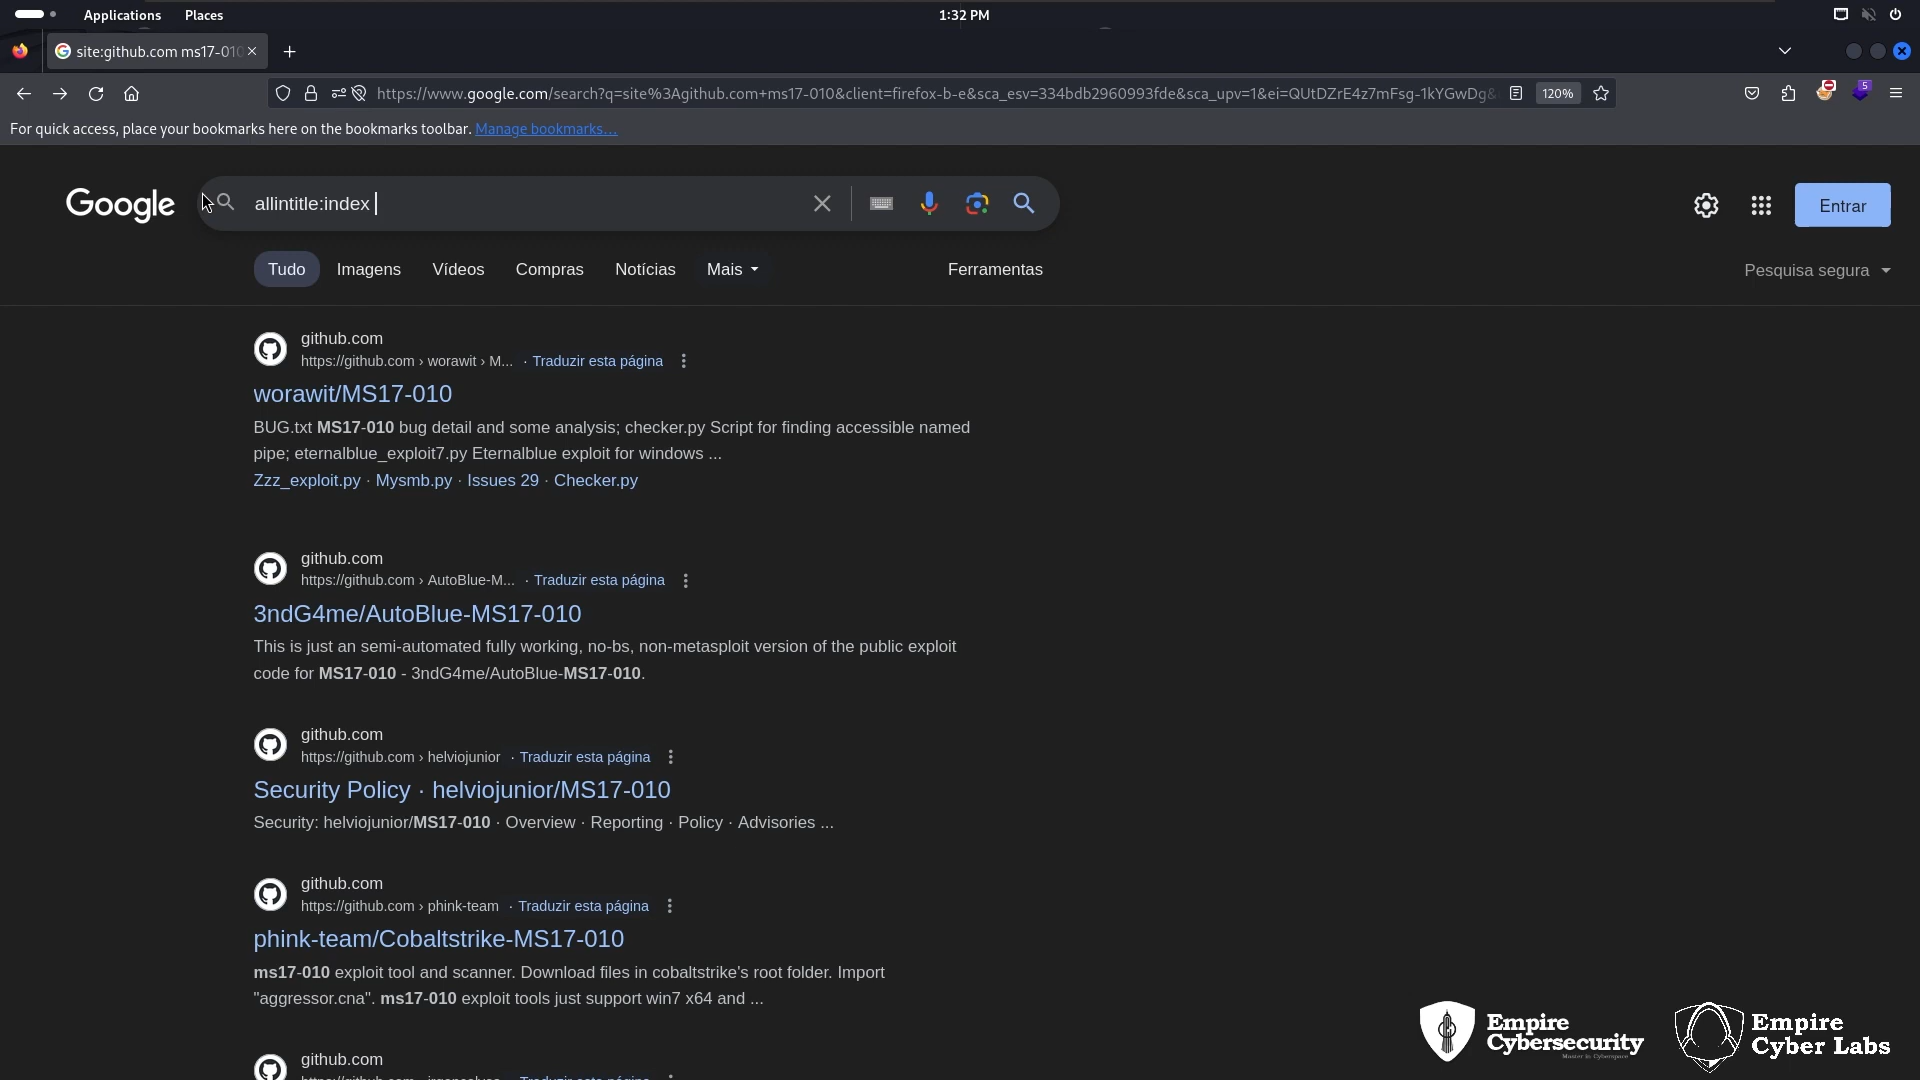 Applications Places 1:32 PM
site:github.com ms17-010
https://www.google.com/search?q=site%3Agithub.com+ms17-010&client=firefox-b-e&sca_esv=334bdb2960993fde&sca_upv=1&ei=QUtDZrE4z7mFsg-1kYGwDg& 120% 5
For quick access, place your bookmarks here on the bookmarks toolbar. Manage bookmarks...
Google allintitle:index Entrar
Tudo Imagens Vídeos Compras Notícias Mais Ferramentas Pesquisa segura
github.com
https://github.com › worawit › M... · Traduzir esta página
worawit/MS17-010
BUG.txt MS17-010 bug detail and some analysis; checker.py Script for finding accessible named
pipe; eternalblue_exploit7.py Eternalblue exploit for windows ...
Zzz_exploit.py · Mysmb.py · Issues 29 · Checker.py
github.com
https://github.com › AutoBlue-M... · Traduzir esta página
3ndG4me/AutoBlue-MS17-010
This is just an semi-automated fully working, no-bs, non-metasploit version of the public exploit
code for MS17-010 - 3ndG4me/AutoBlue-MS17-010.
github.com
https://github.com › helviojunior · Traduzir esta página
Security Policy · helviojunior/MS17-010
Security: helviojunior/MS17-010 · Overview · Reporting · Policy · Advisories ...
github.com
https://github.com › phink-team · Traduzir esta página
phink-team/Cobaltstrike-MS17-010
ms17-010 exploit tool and scanner. Download files in cobaltstrike's root folder. Import
"aggressor.cna". ms17-010 exploit tools just support win7 x64 and ...
github.com
Empire
Cybersecurity
Master in Cyberspace
Empire
Cyber Labs